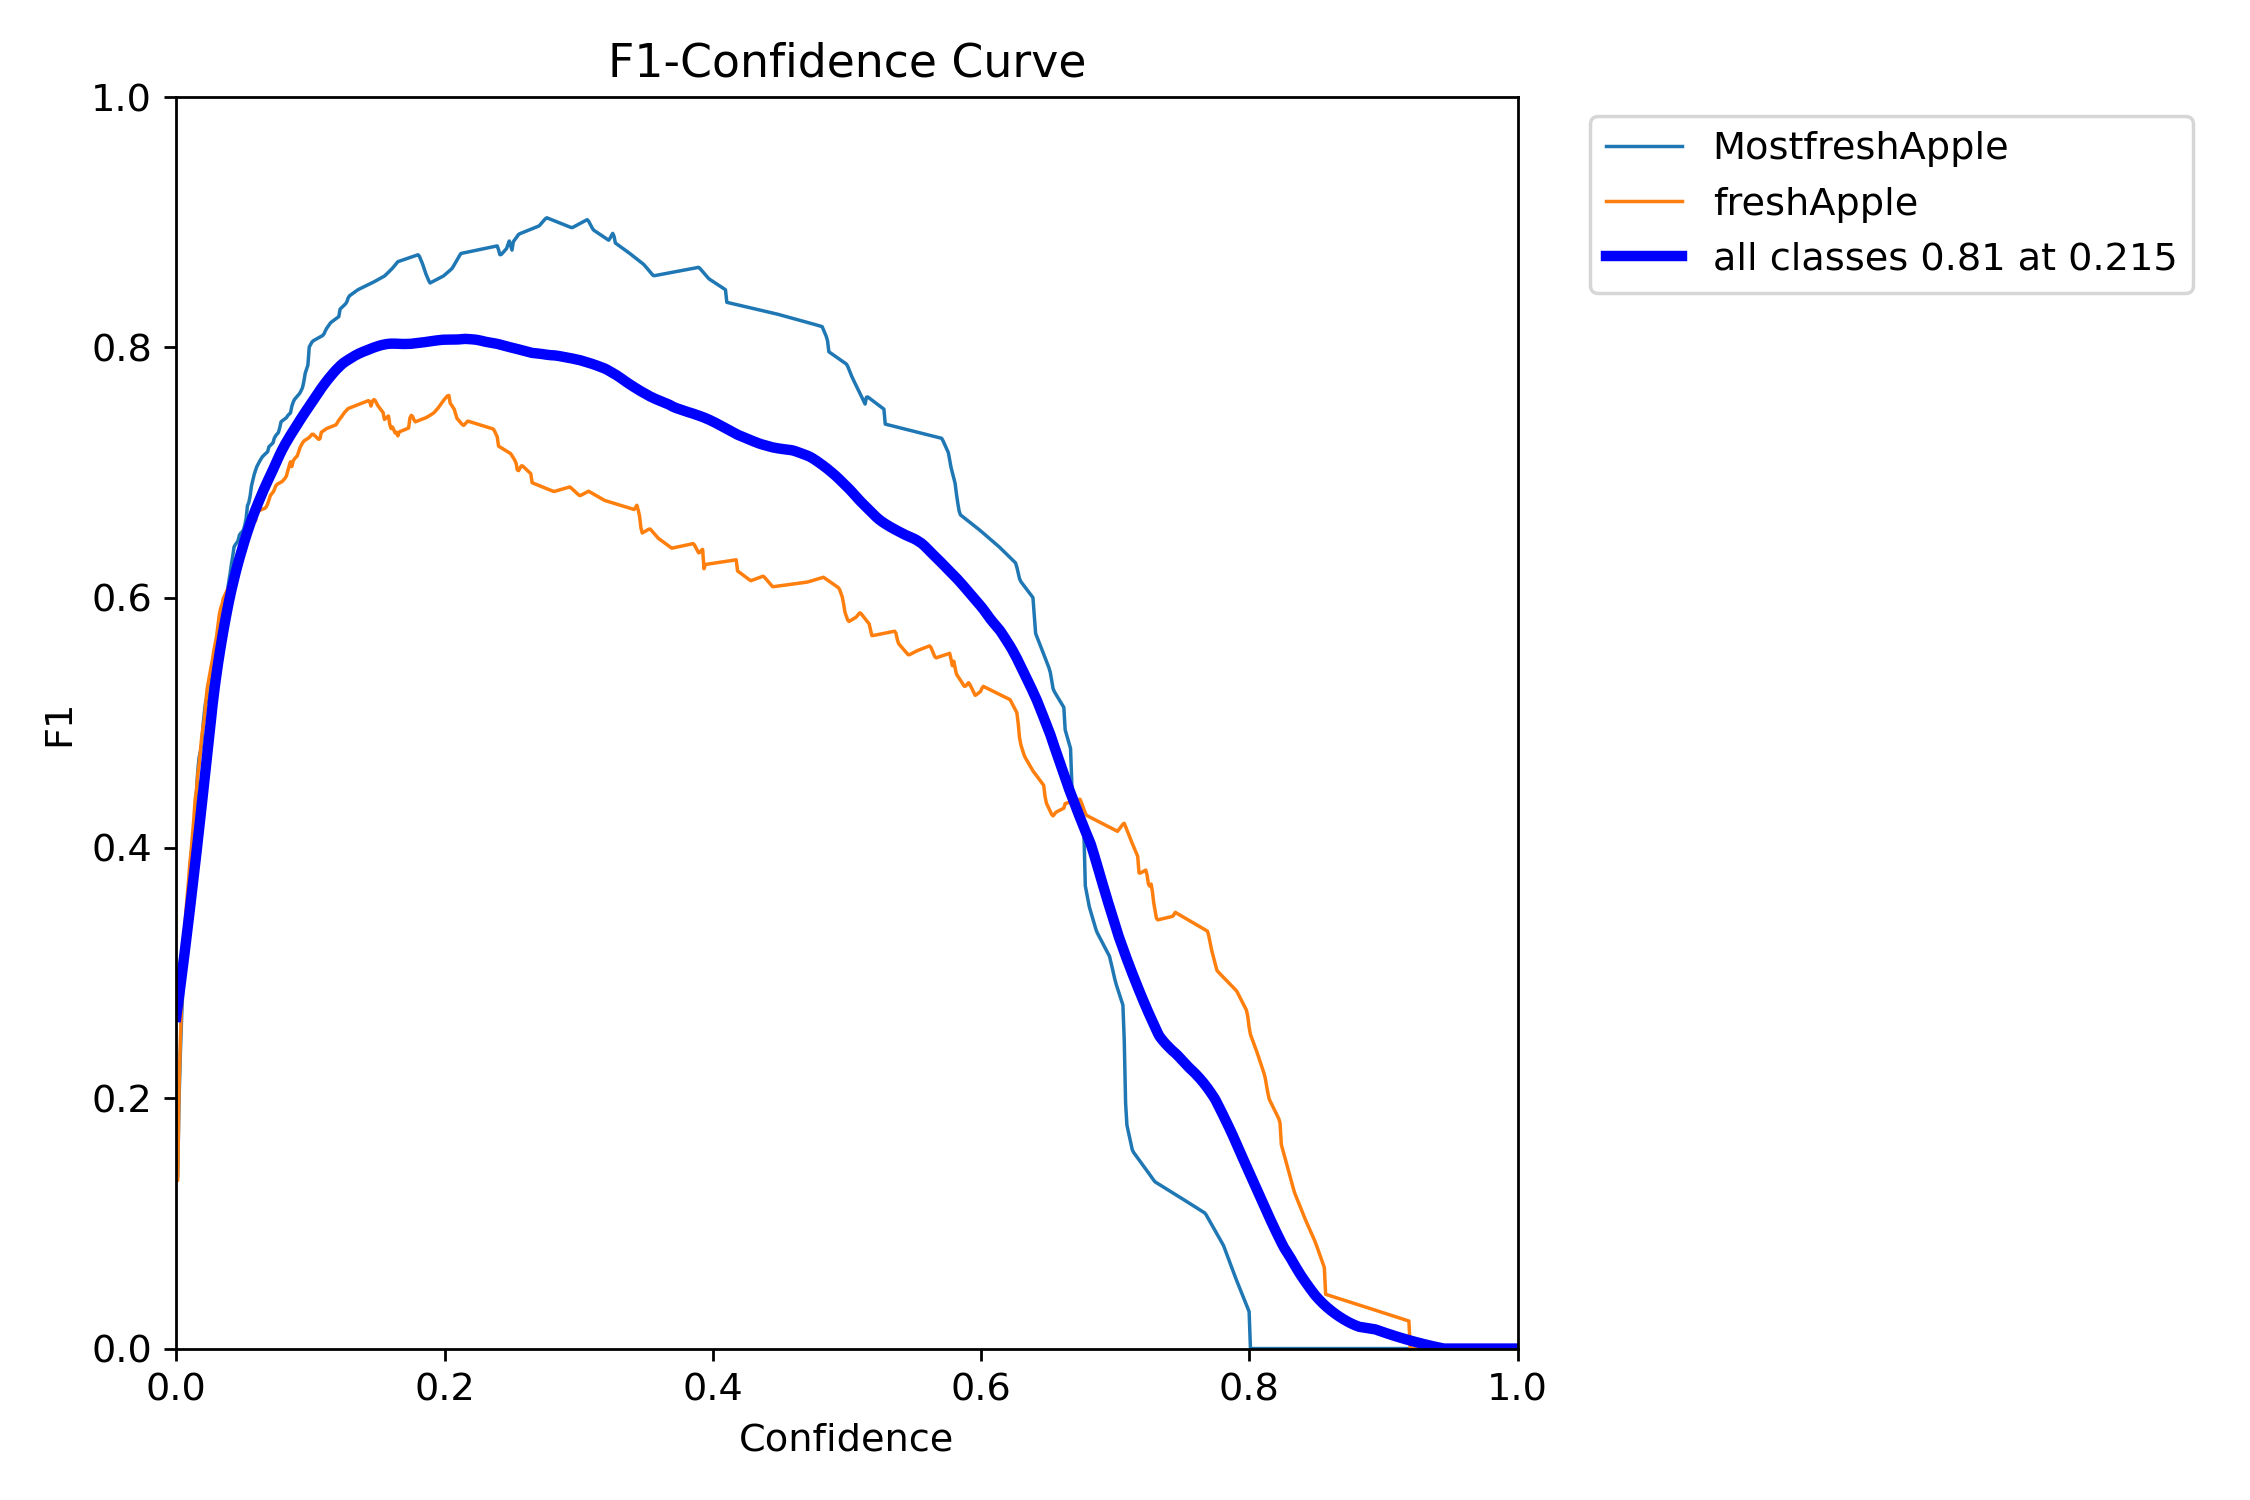 F1-Confidence Curve
MostfreshApple
freshApple
all classes 0.81 at 0.215
1.0
0.8
0.6
0.4
0.2
0.0
F1
0.0 0.2 0.4 0.6 0.8 1.0
Confidence